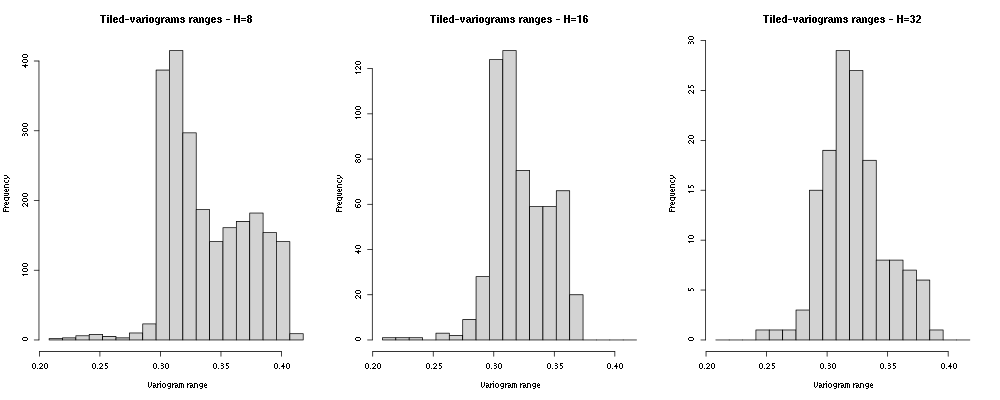 Tiled-variograms ranges - H=8
Frequency
400
300
200
100
0
0.20 0.25 0.30 0.35 0.40
Variogram range
Tiled-variograms ranges - H=16
Frequency
120
100
80
60
40
20
0
0.20 0.25 0.30 0.35 0.40
Variogram range
Tiled-variograms ranges - H=32
Frequency
30
25
20
15
10
5
0
0.20 0.25 0.30 0.35 0.40
Variogram range